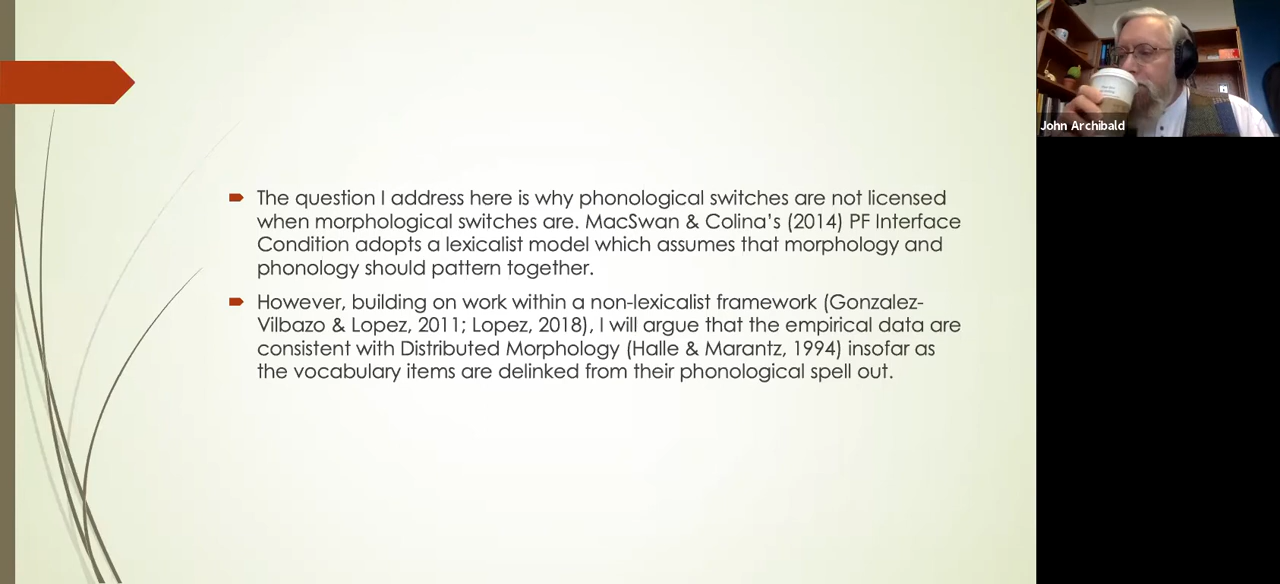 The question I address here is why phonological switches are not licensed
when morphological switches are. MacSwan & Colina's (2014) PF Interface
Condition adopts a lexicalist model which assumes that morphology and
phonology should pattern together.
However, building on work within a non-lexicalist framework (Gonzalez-
Vilbazo & Lopez, 2011; Lopez, 2018), I will argue that the empirical data are
consistent with Distributed Morphology (Halle & Marantz, 1994) insofar as
the vocabulary items are delinked from their phonological spell out.
John Archibald